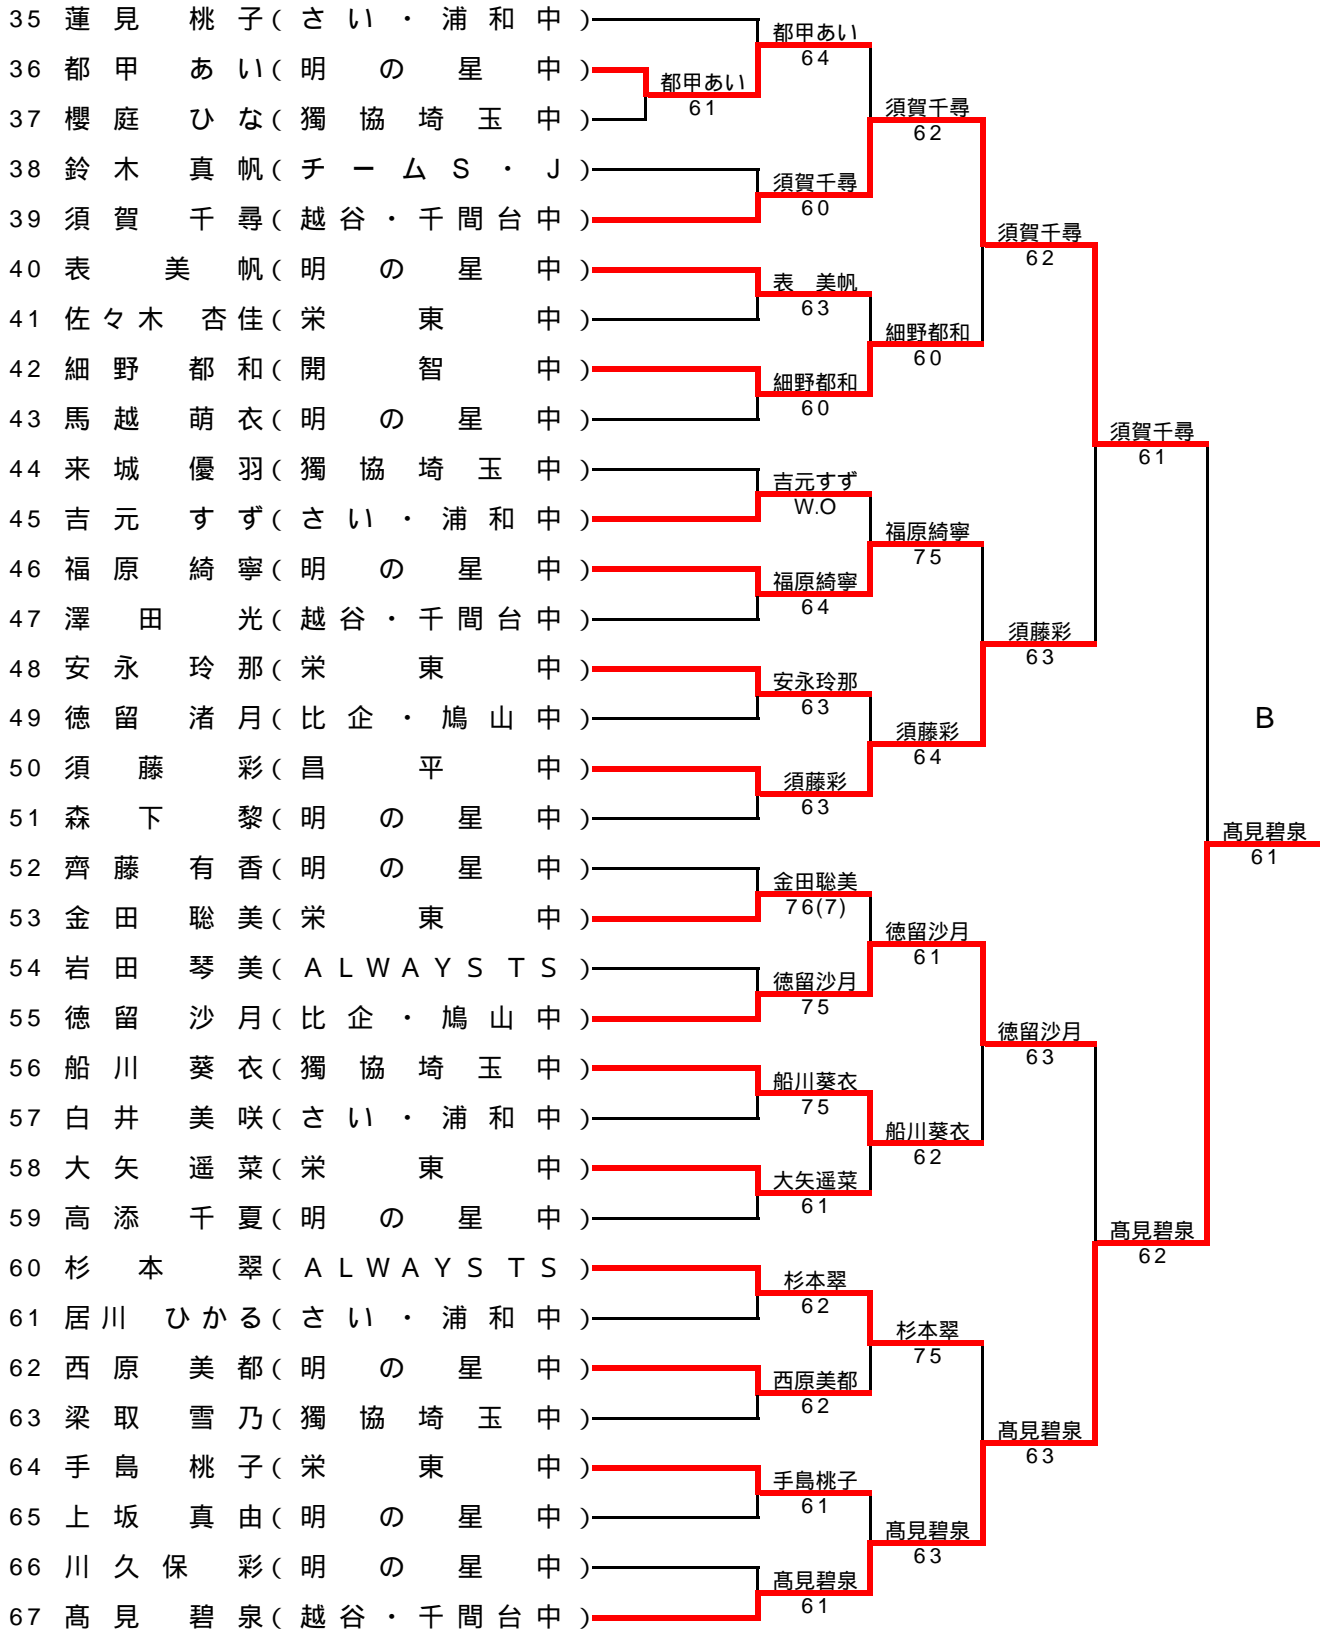 35 蓮見 桃子(さい・浦和中)
都甲あい
64
36 都甲 あい(明の星中)
都甲あい
61
37 櫻庭 ひな(獨協埼玉中)
須賀千尋
62
38 鈴木 真帆(チームS・J)
須賀千尋
60
39 須賀 千尋(越谷・千間台中)
須賀千尋
62
40 表 美帆(明の星中)
表 美帆
63
41 佐々木 杏佳(栄東中)
細野都和
60
42 細野 都和(開智中)
細野都和
60
43 馬越 萌衣(明の星中)
須賀千尋
61
44 来城 優羽(獨協埼玉中)
吉元すず
W.O
45 吉元 すず(さい・浦和中)
福原綺寧
75
46 福原 綺寧(明の星中)
福原綺寧
64
47 澤田 光(越谷・千間台中)
須藤彩
63
48 安永 玲那(栄東中)
安永玲那
63
49 徳留 渚月(比企・鳩山中)
B
須藤彩
64
50 須藤 彩(昌平中)
須藤彩
63
51 森下 黎(明の星中)
髙見碧泉
61
52 齊藤 有香(明の星中)
金田聡美
76(7)
53 金田 聡美(栄東中)
徳留沙月
61
54 岩田 琴美(ALWAYS TS)
徳留沙月
75
55 徳留 沙月(比企・鳩山中)
徳留沙月
63
56 船川 葵衣(獨協埼玉中)
船川葵衣
75
57 白井 美咲(さい・浦和中)
船川葵衣
62
58 大矢 遥菜(栄東中)
大矢遥菜
61
59 高添 千夏(明の星中)
髙見碧泉
62
60 杉本 翠(ALWAYS TS)
杉本翠
62
61 居川 ひかる(さい・浦和中)
杉本翠
75
62 西原 美都(明の星中)
西原美都
62
63 梁取 雪乃(獨協埼玉中)
髙見碧泉
63
64 手島 桃子(栄東中)
手島桃子
61
65 上坂 真由(明の星中)
髙見碧泉
63
66 川久保 彩(明の星中)
髙見碧泉
61
67 髙見 碧泉(越谷・千間台中)